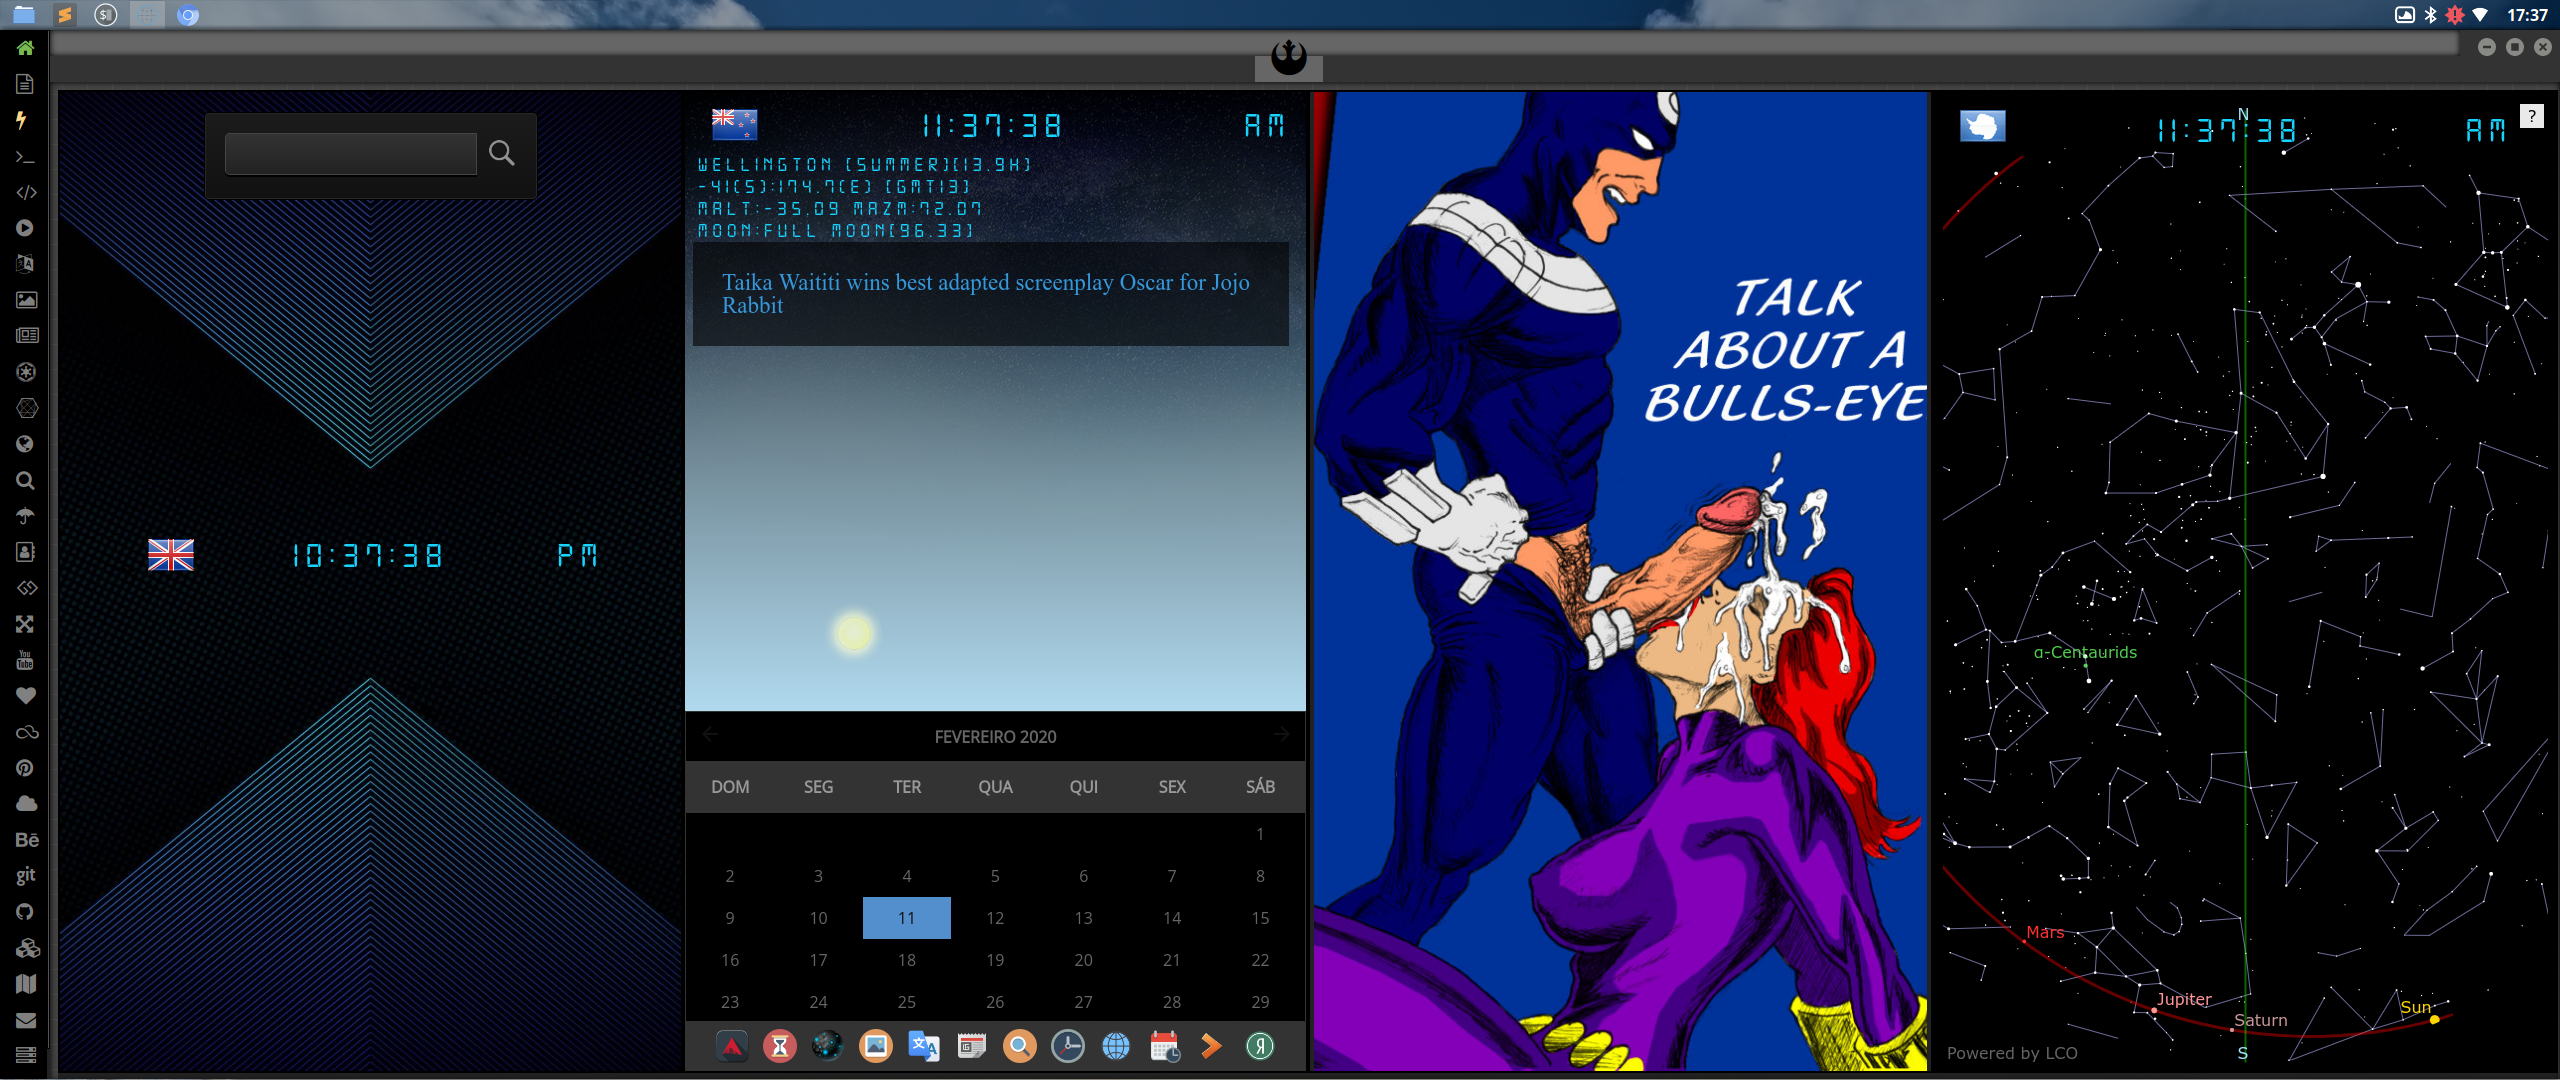 17:37
You
Tube
Bē
git
10:37:38 PM
11:37:38 AM
WELLINGTON (SUMMER)(13.9H)
-41(S):174.7(E) (GMT13)
MALT:-35.09 MAZM:72.07
MOON:FULL MOON(96.33)
Taika Waititi wins best adapted screenplay Oscar for Jojo
Rabbit
FEVEREIRO 2020
DOM SEG TER QUA QUI SEX SÁB
1
2 3 4 5 6 7 8
9 10 11 12 13 14 15
16 17 18 19 20 21 22
23 24 25 26 27 28 29
TALK
ABOUT A
BULLS-EYE
N
?
11:37:38 AM
α-Centaurids
Mars
Jupiter
Sun
Saturn
S
Powered by LCO